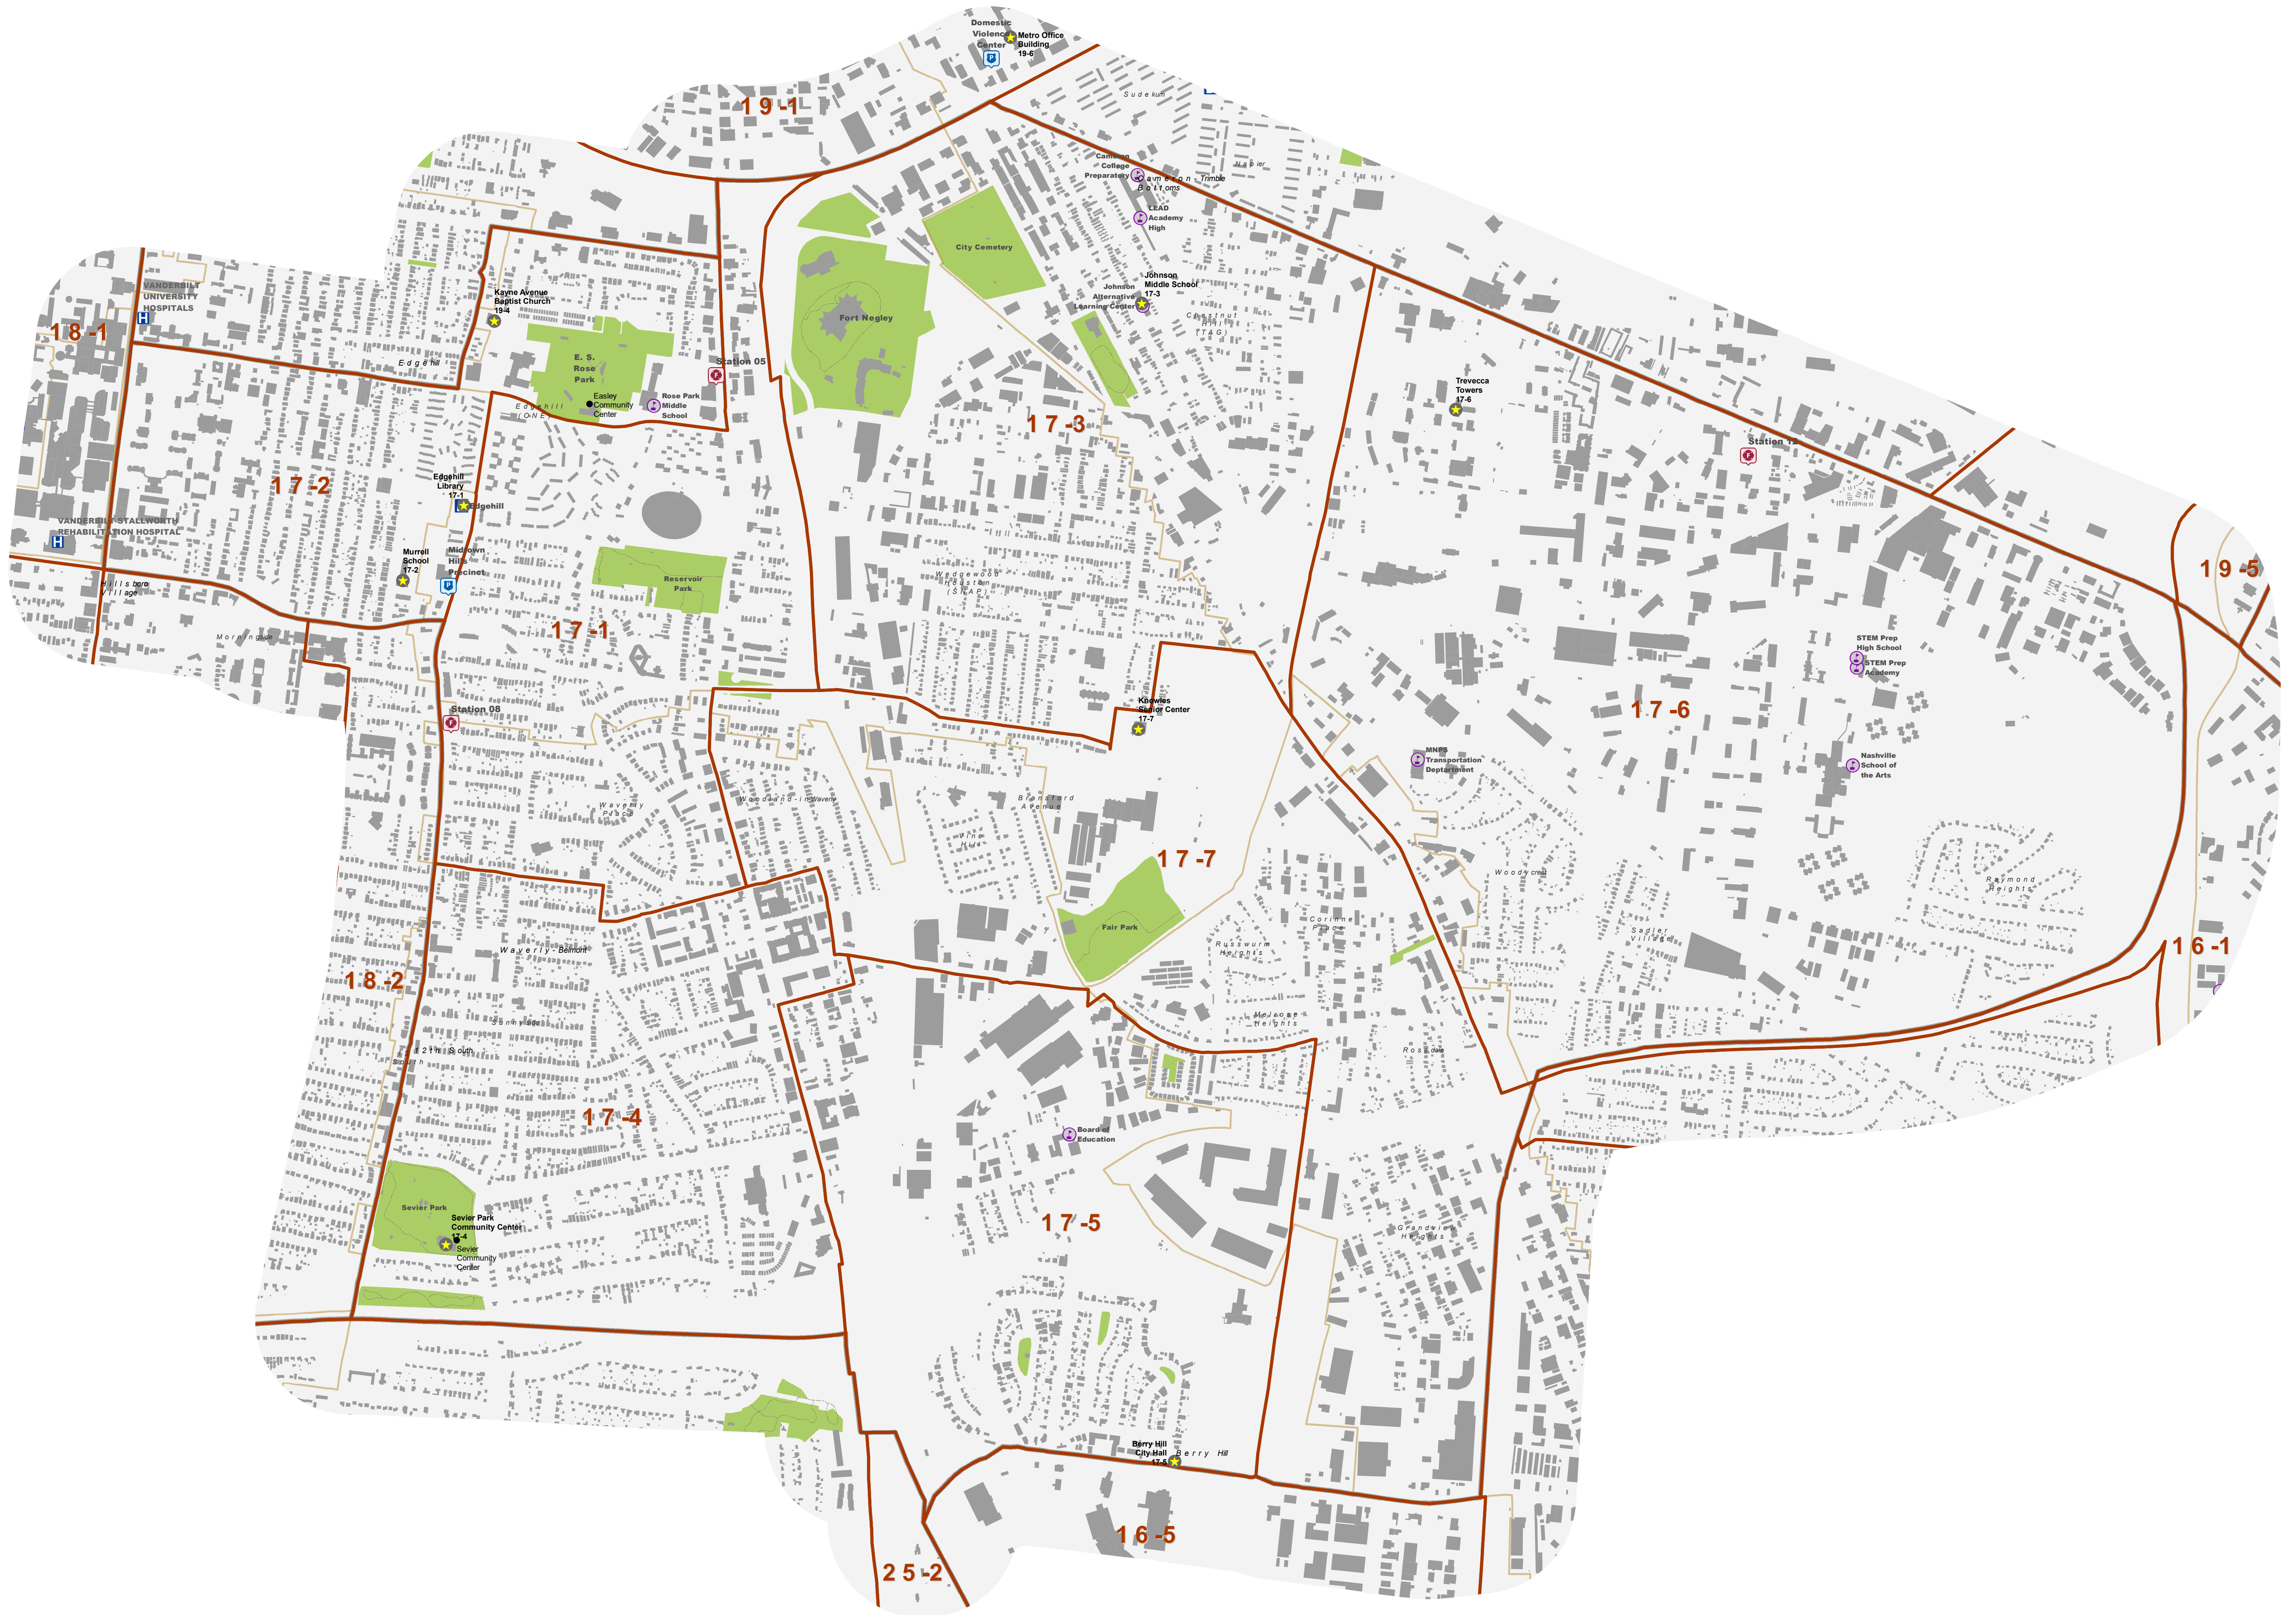 Domestic
Violence
Center
Metro Office
Building
19-6
19-1
Sudekum
Napier
Cameron
College
Preparatory
Cameron-Trimble
Bottoms
LEAD
Academy
High
City Cemetery
VANDERBILT
UNIVERSITY
HOSPITALS
H
18-1
Kayne Avenue
Baptist Church
19-4
Johnson
Middle School
17-3
Johnson
Alternative
Learning Center
Chestnut
Hill
(TAG)
Fort Negley
Edgehill
E. S.
Rose
Park
Station 05
F
Easley
Community
Center
Rose Park
Middle
School
Edgehill
(ONE)
Trevecca
Towers
17-6
17-3
Station 12
F
17-2
Edgehill
Library
17-1
Edgehill
VANDERBILT STALLWORTH
REHABILITATION HOSPITAL
H
Murrell
School
17-2
Midtown
Hills
Precinct
P
Hillsboro
Village
Reservoir
Park
Wedgewood
Houston
(SNAP)
19-5
17-1
Morningside
STEM Prep
High School
STEM Prep
Academy
Station 08
F
Knowles
Senior Center
17-7
17-6
MNPS
Transportation
Deptartment
Nashville
School of
the Arts
Waverly
Place
Woodland-in-Waverly
Bransford
Avenue
Vine
Hill
17-7
Woodycrest
Raymond
Heights
Fair Park
Corinne
Place
Russwurm
Heights
Sadler
Village
Waverly-Belmont
16-1
18-2
Sunnyside
Melrose
Heights
12th South
South
Rosedale
17-4
Board of
Education
Sevier Park
Sevier Park
Community Center
17-4
Sevier
Community
Center
17-5
Grandview
Heights
Berry Hill
City Hall
17-5
Berry Hill
16-5
25-2